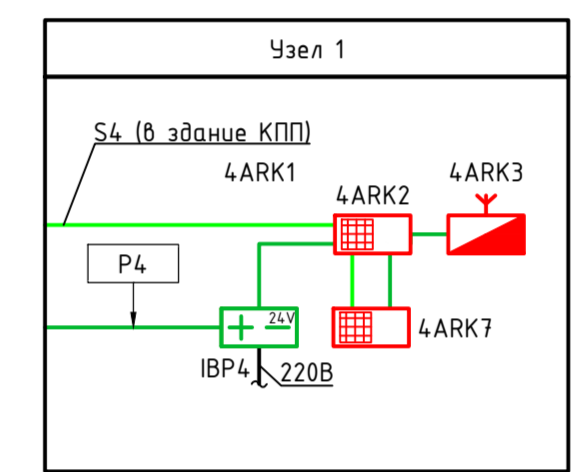 Узел 1
S4 (в здание КПП)
4ARK1
4ARK2
4ARK3
P4
24V
4ARK7
IBP4
220В